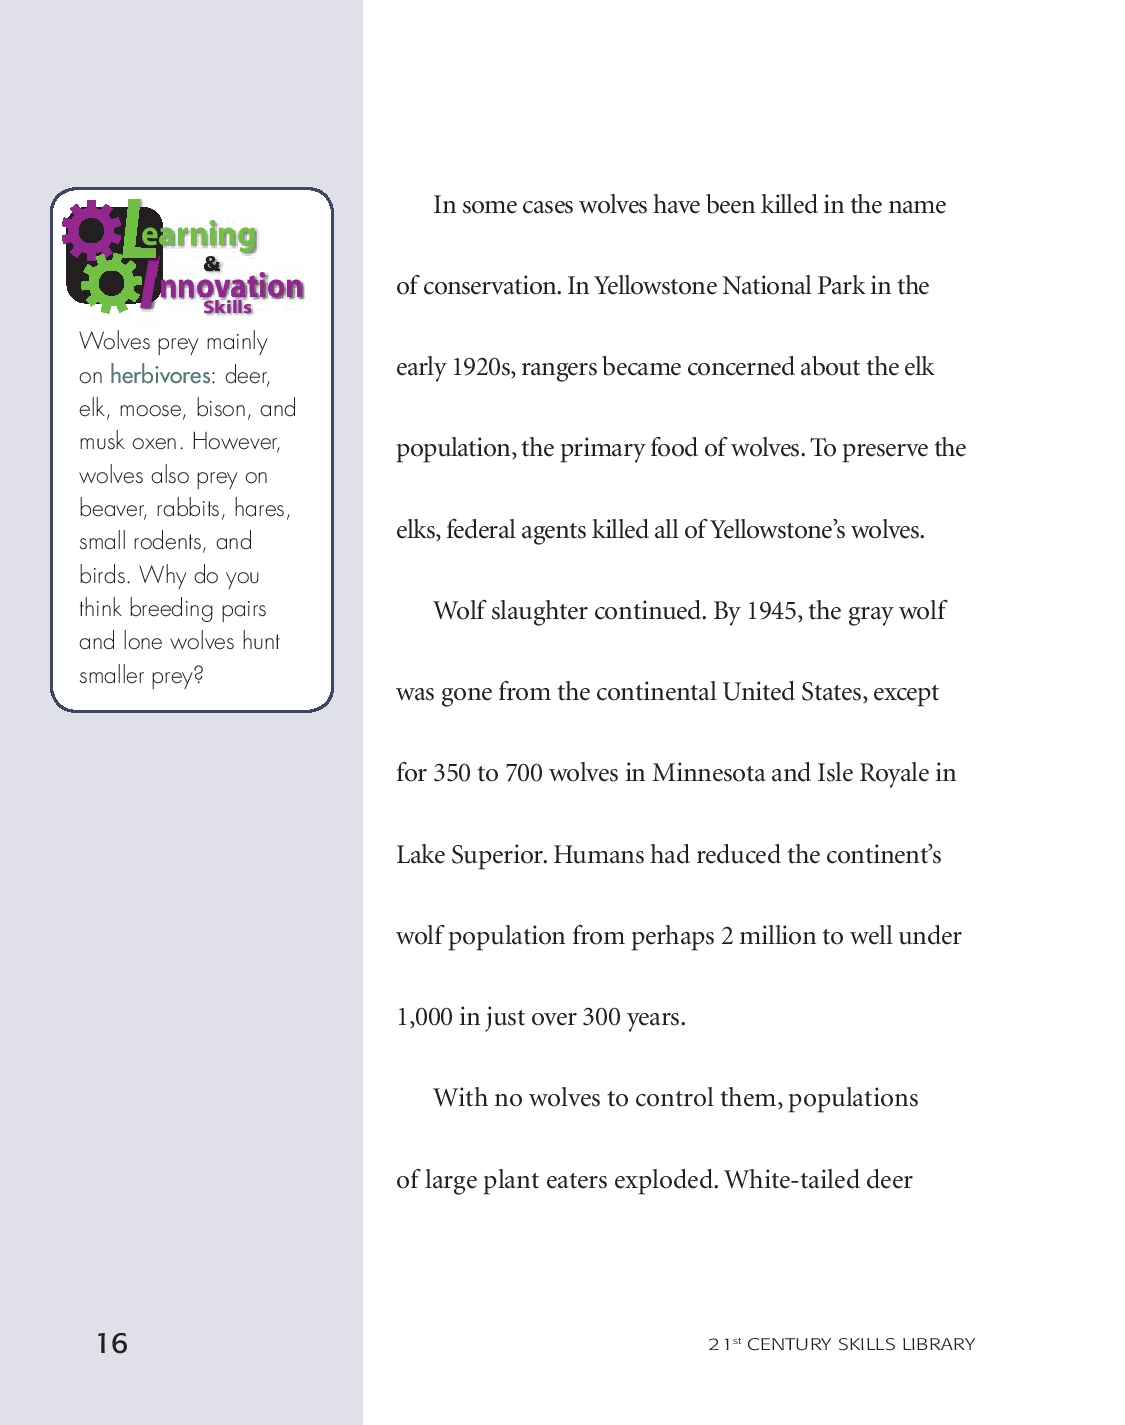 Learning
&
Innovation
Skills
Wolves prey mainly
on herbivores: deer,
elk, moose, bison, and
musk oxen. However,
wolves also prey on
beaver, rabbits, hares,
small rodents, and
birds. Why do you
think breeding pairs
and lone wolves hunt
smaller prey?
In some cases wolves have been killed in the name
of conservation. In Yellowstone National Park in the
early 1920s, rangers became concerned about the elk
population, the primary food of wolves. To preserve the
elks, federal agents killed all of Yellowstone’s wolves.
Wolf slaughter continued. By 1945, the gray wolf
was gone from the continental United States, except
for 350 to 700 wolves in Minnesota and Isle Royale in
Lake Superior. Humans had reduced the continent’s
wolf population from perhaps 2 million to well under
1,000 in just over 300 years.
With no wolves to control them, populations
of large plant eaters exploded. White-tailed deer
16
21st CENTURY SKILLS LIBRARY